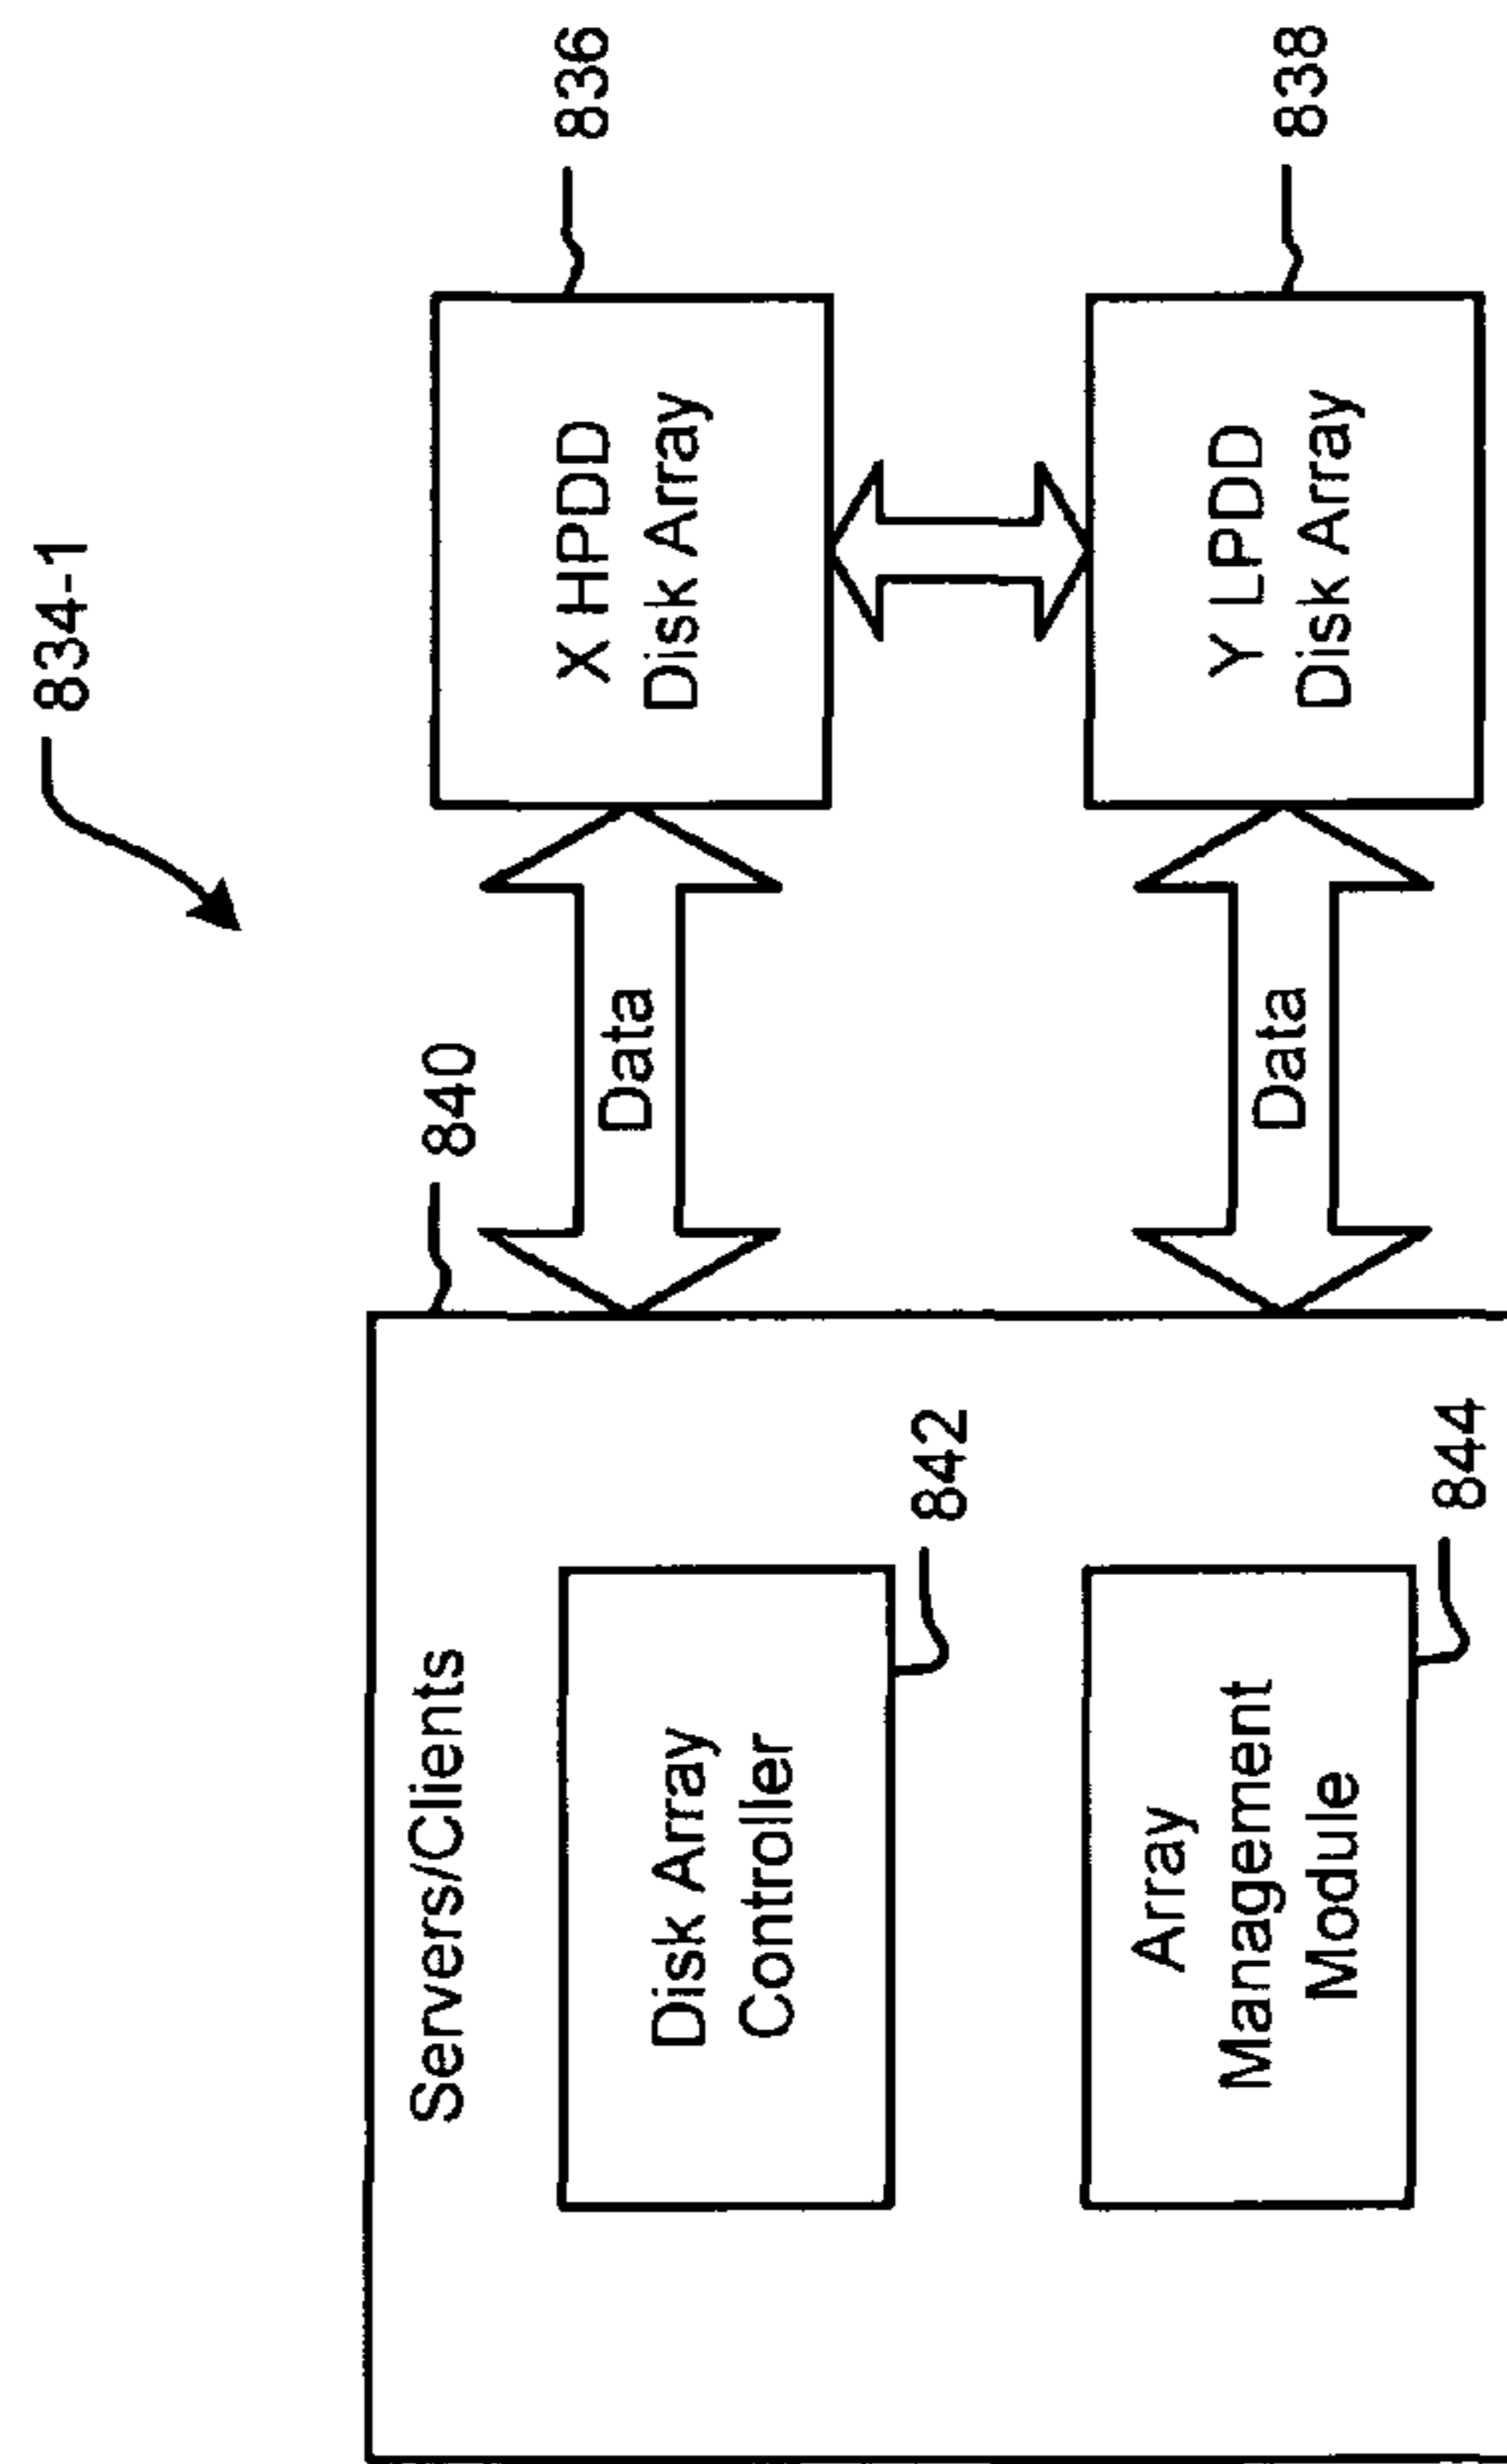 834-1
Servers/Clients
840
Disk Array
Controller
842
Array
Management
Module
844
Data
Data
X HPDD
Disk Array
836
Y LPDD
Disk Array
838